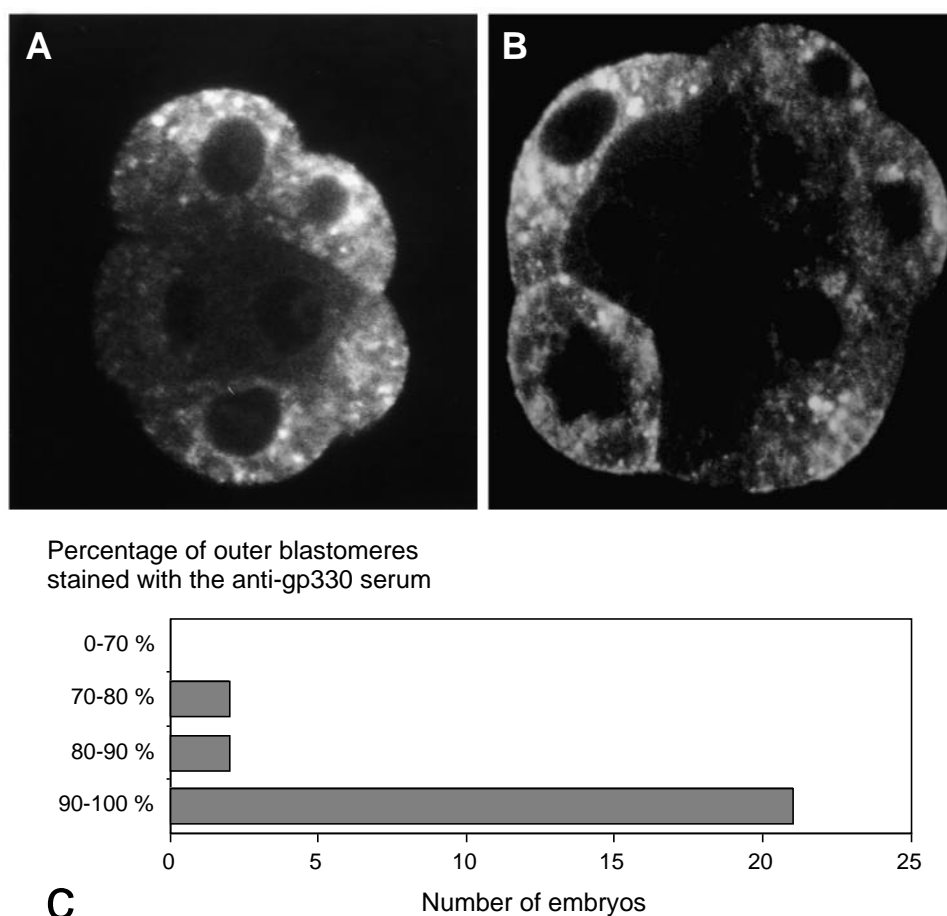 A
B
Percentage of outer blastomeres
stained with the anti-gp330 serum
0-70 %
70-80 %
80-90 %
90-100 %
0
5
10
15
20
25
Number of embryos
C